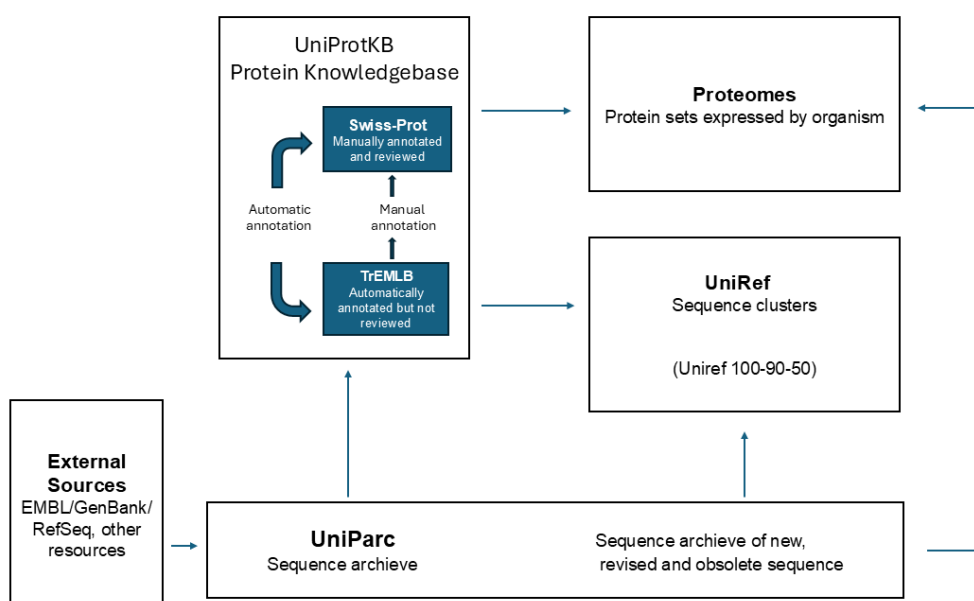 UniProtKB
Protein Knowledgebase
Swiss-Prot
Manually annotated
and reviewed
Automatic
annotation
Manual
annotation
TrEMLB
Automatically
annotated but not
reviewed
Proteomes
Protein sets expressed by organism
UniRef
Sequence clusters
(Uniref 100-90-50)
External
Sources
EMBL/GenBank/
RefSeq, other
resources
UniParc
Sequence archieve
Sequence archieve of new,
revised and obsolete sequence